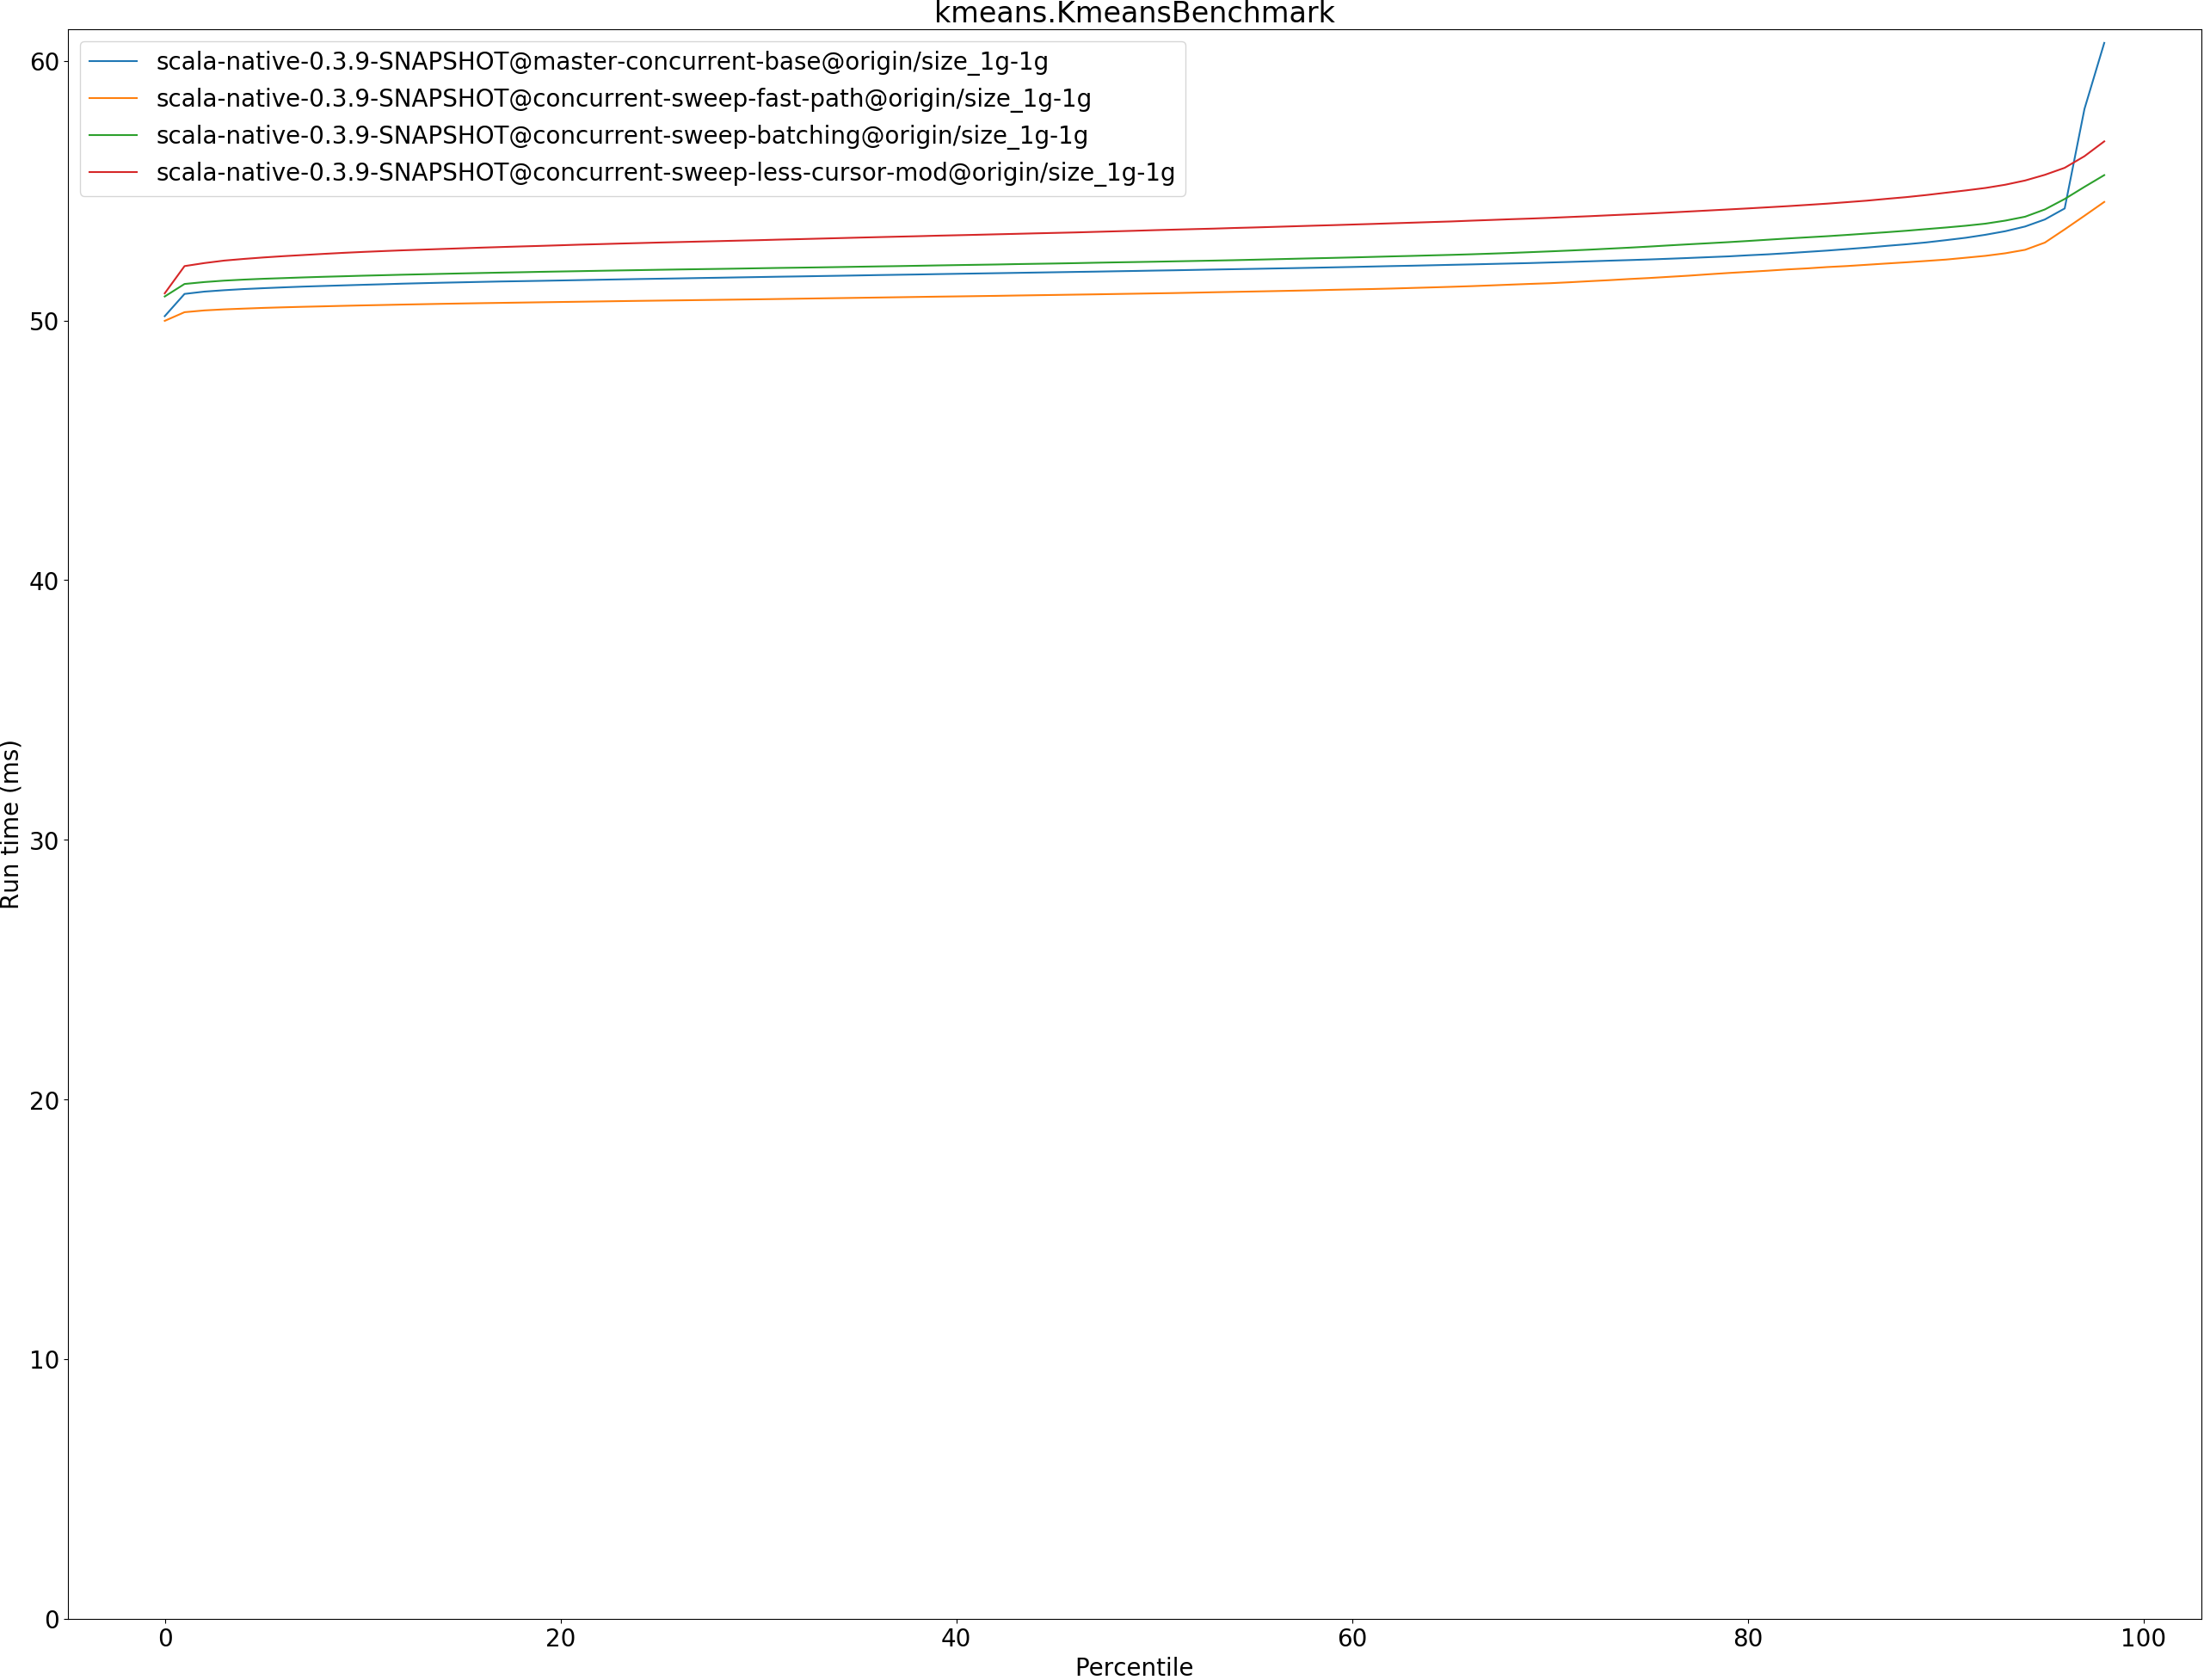 kmeans.KmeansBenchmark
scala-native-0.3.9-SNAPSHOT@master-concurrent-base@origin/size_1g-1g
scala-native-0.3.9-SNAPSHOT@concurrent-sweep-fast-path@origin/size_1g-1g
scala-native-0.3.9-SNAPSHOT@concurrent-sweep-batching@origin/size_1g-1g
scala-native-0.3.9-SNAPSHOT@concurrent-sweep-less-cursor-mod@origin/size_1g-1g
60
50
40
30
20
10
0
Run time (ms)
0 20 40 60 80 100
Percentile